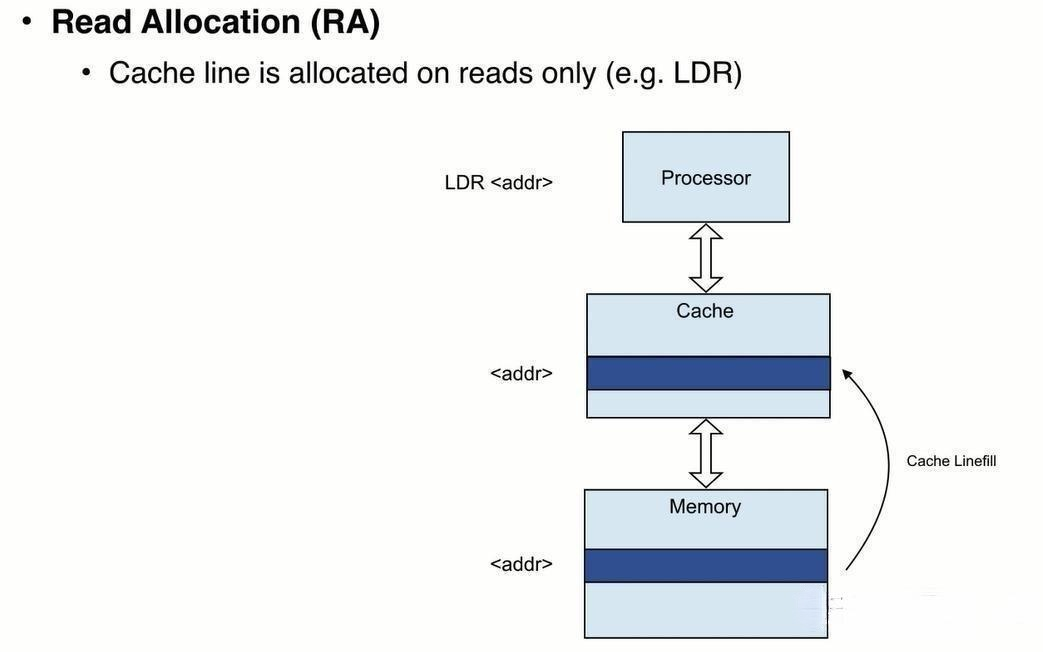 • Read Allocation (RA)
• Cache line is allocated on reads only (e.g. LDR)
LDR <addr>
Processor
Cache
<addr>
Cache Linefill
Memory
<addr>